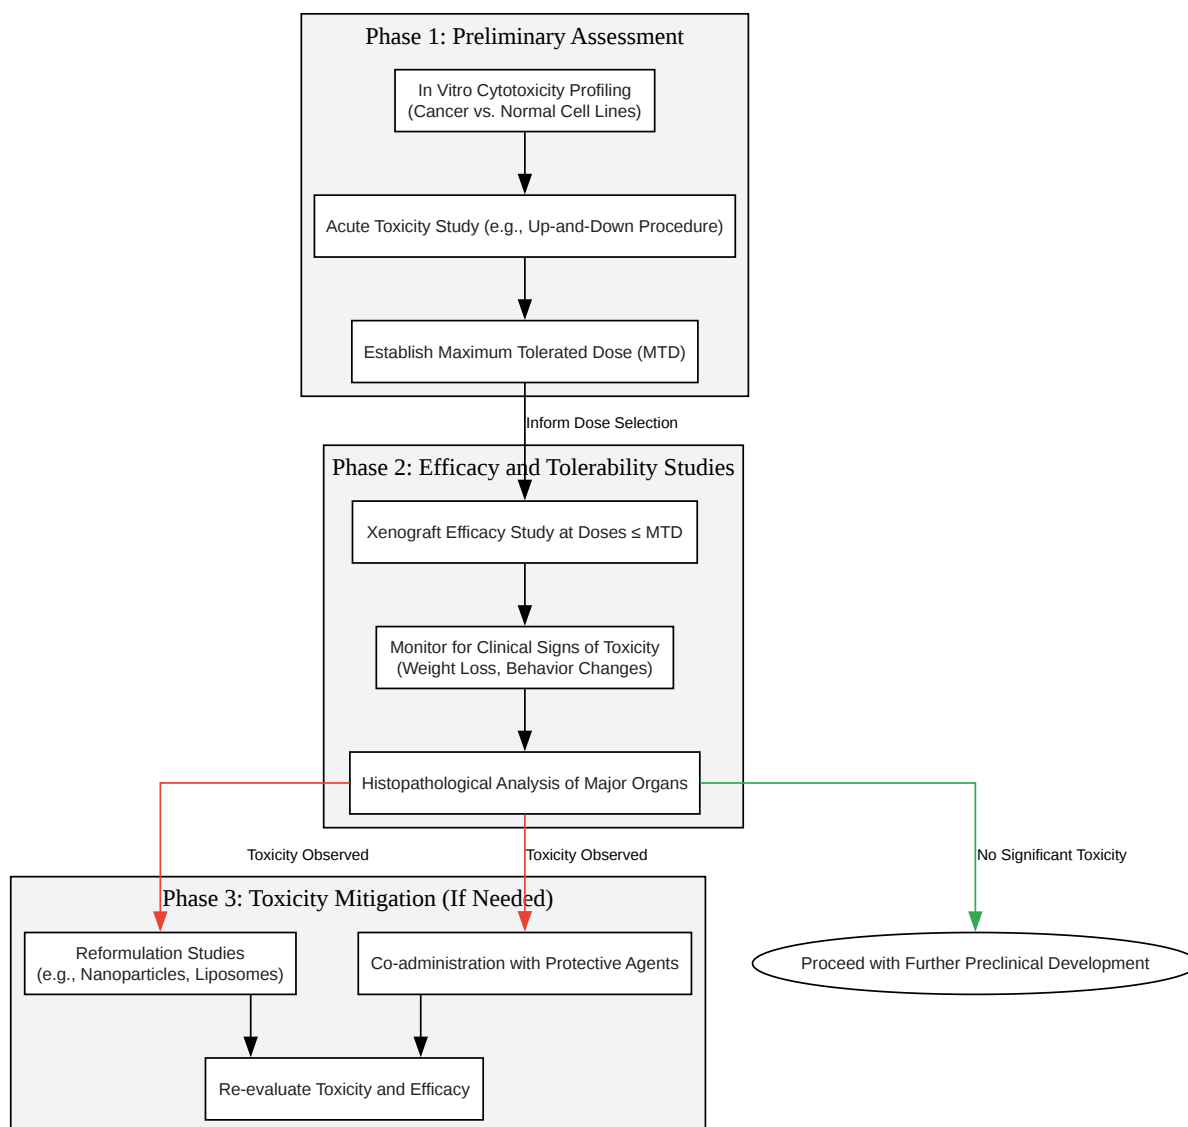 Phase 1: Preliminary Assessment
In Vitro Cytotoxicity Profiling
(Cancer vs. Normal Cell Lines)
Acute Toxicity Study (e.g., Up-and-Down Procedure)
Establish Maximum Tolerated Dose (MTD)
Inform Dose Selection
Phase 2: Efficacy and Tolerability Studies
Xenograft Efficacy Study at Doses ≤ MTD
Monitor for Clinical Signs of Toxicity
(Weight Loss, Behavior Changes)
Histopathological Analysis of Major Organs
Toxicity Observed
Toxicity Observed
No Significant Toxicity
Phase 3: Toxicity Mitigation (If Needed)
Reformulation Studies
(e.g., Nanoparticles, Liposomes)
Co-administration with Protective Agents
Proceed with Further Preclinical Development
Re-evaluate Toxicity and Efficacy